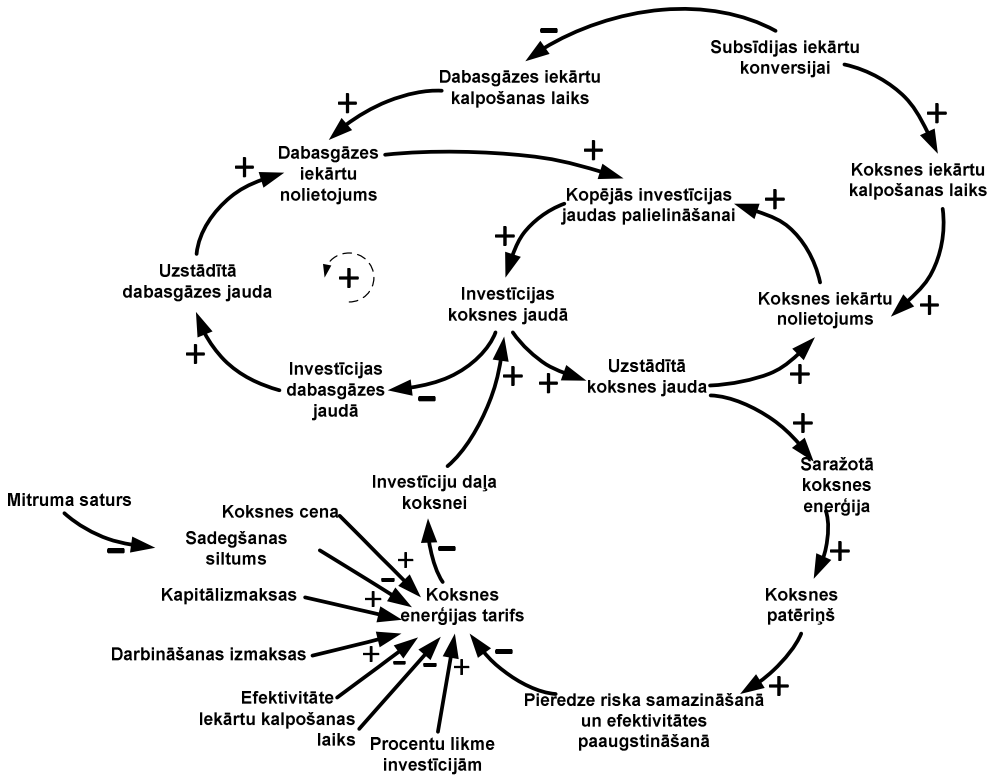 Subsīdijas iekārtu
konversijai
Dabasgāzes iekārtu
kalpošanas laiks
Dabasgāzes
iekārtu
nolietojums
Koksnes iekārtu
kalpošanas laiks
Kopējās investīcijas
jaudas palielināšanai
Uzstādītā
dabasgāzes jauda
Investīcijas
koksnes jaudā
Koksnes iekārtu
nolietojums
Investīcijas
dabasgāzes
jaudā
Uzstādītā
koksnes jauda
Investīciju daļa
koksnei
Saražotā
koksnes
enerģija
Mitruma saturs
Koksnes cena
Sadegšanas
siltums
Kapitālizmaksas
Koksnes
enerģijas tarifs
Koksnes
patēriņš
Darbināšanas izmaksas
Efektivitāte
Iekārtu kalpošanas
laiks
Procentu likme
investīcijām
Pieredze riska samazināšanā
un efektivitātes
paaugstināšanā